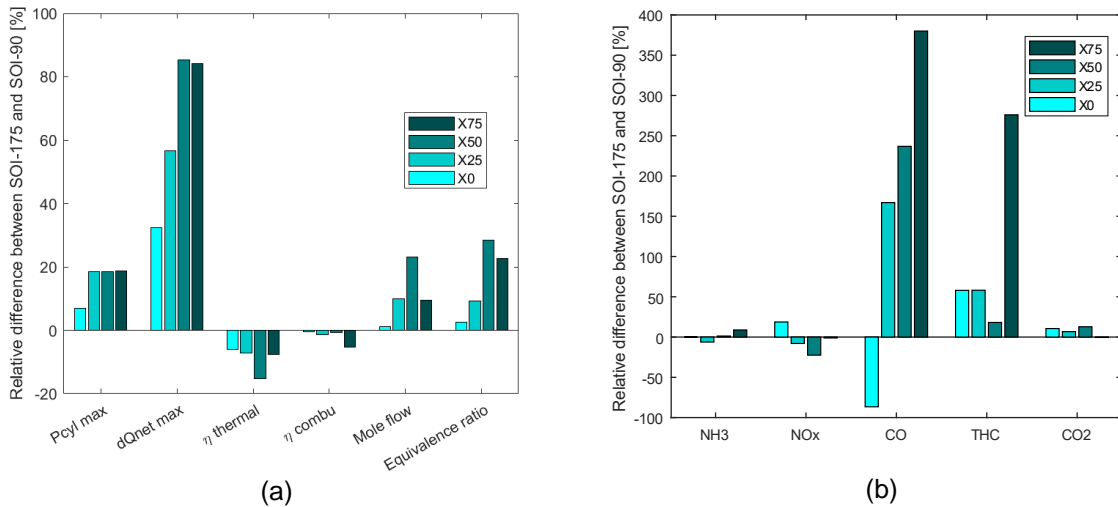 Relative difference between SOI-175 and SOI-90 [%]
100
80
60
40
20
0
-20
X75
X50
X25
X0
Pcyl max
dQnet max
η thermal
η combu
Mole flow
Equivalence ratio
(a)
Relative difference between SOI-175 and SOI-90 [%]
400
350
300
250
200
150
100
50
0
-50
-100
X75
X50
X25
X0
NH3
NOx
CO
THC
CO2
(b)